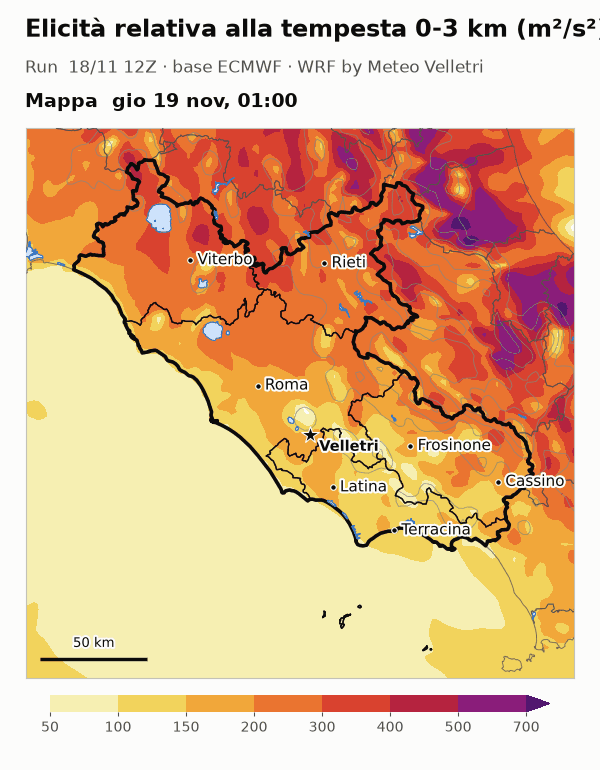 Elicità relativa alla tempesta 0-3 km (m²/s²)
Run 18/11 12Z · base ECMWF · WRF by Meteo Velletri
Mappa gio 19 nov, 01:00
Viterbo
Rieti
Roma
Velletri
Frosinone
Cassino
Latina
Terracina
50 km
50 100 150 200 300 400 500 700